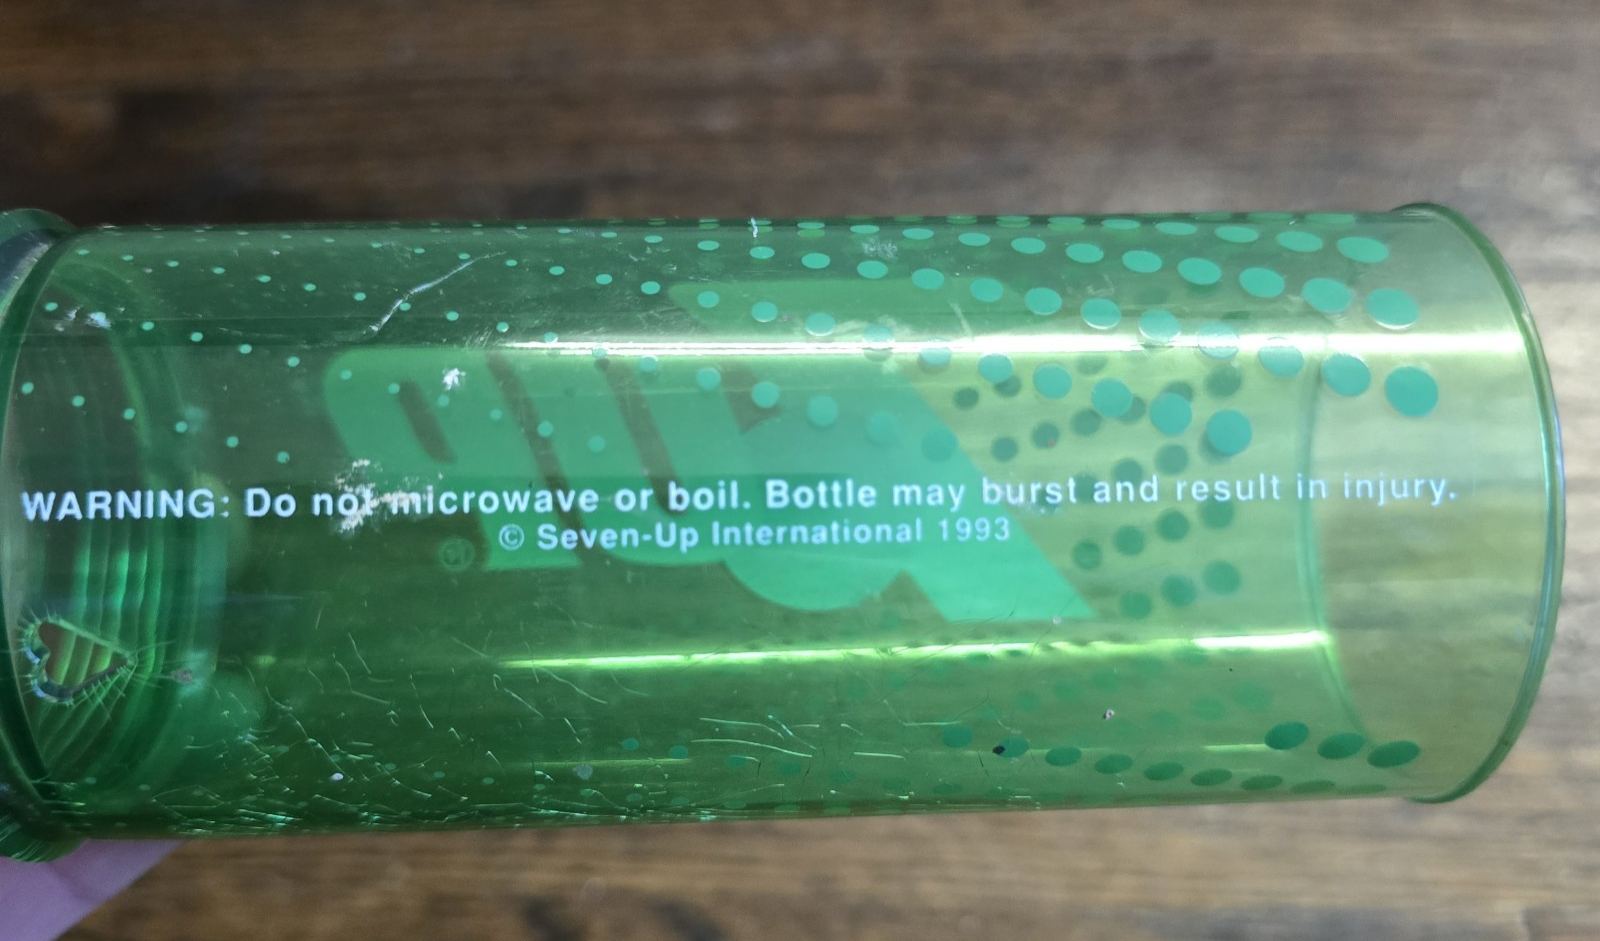 WARNING: Do not microwave or boil. Bottle may burst and result in injury.
© Seven-Up International 1993